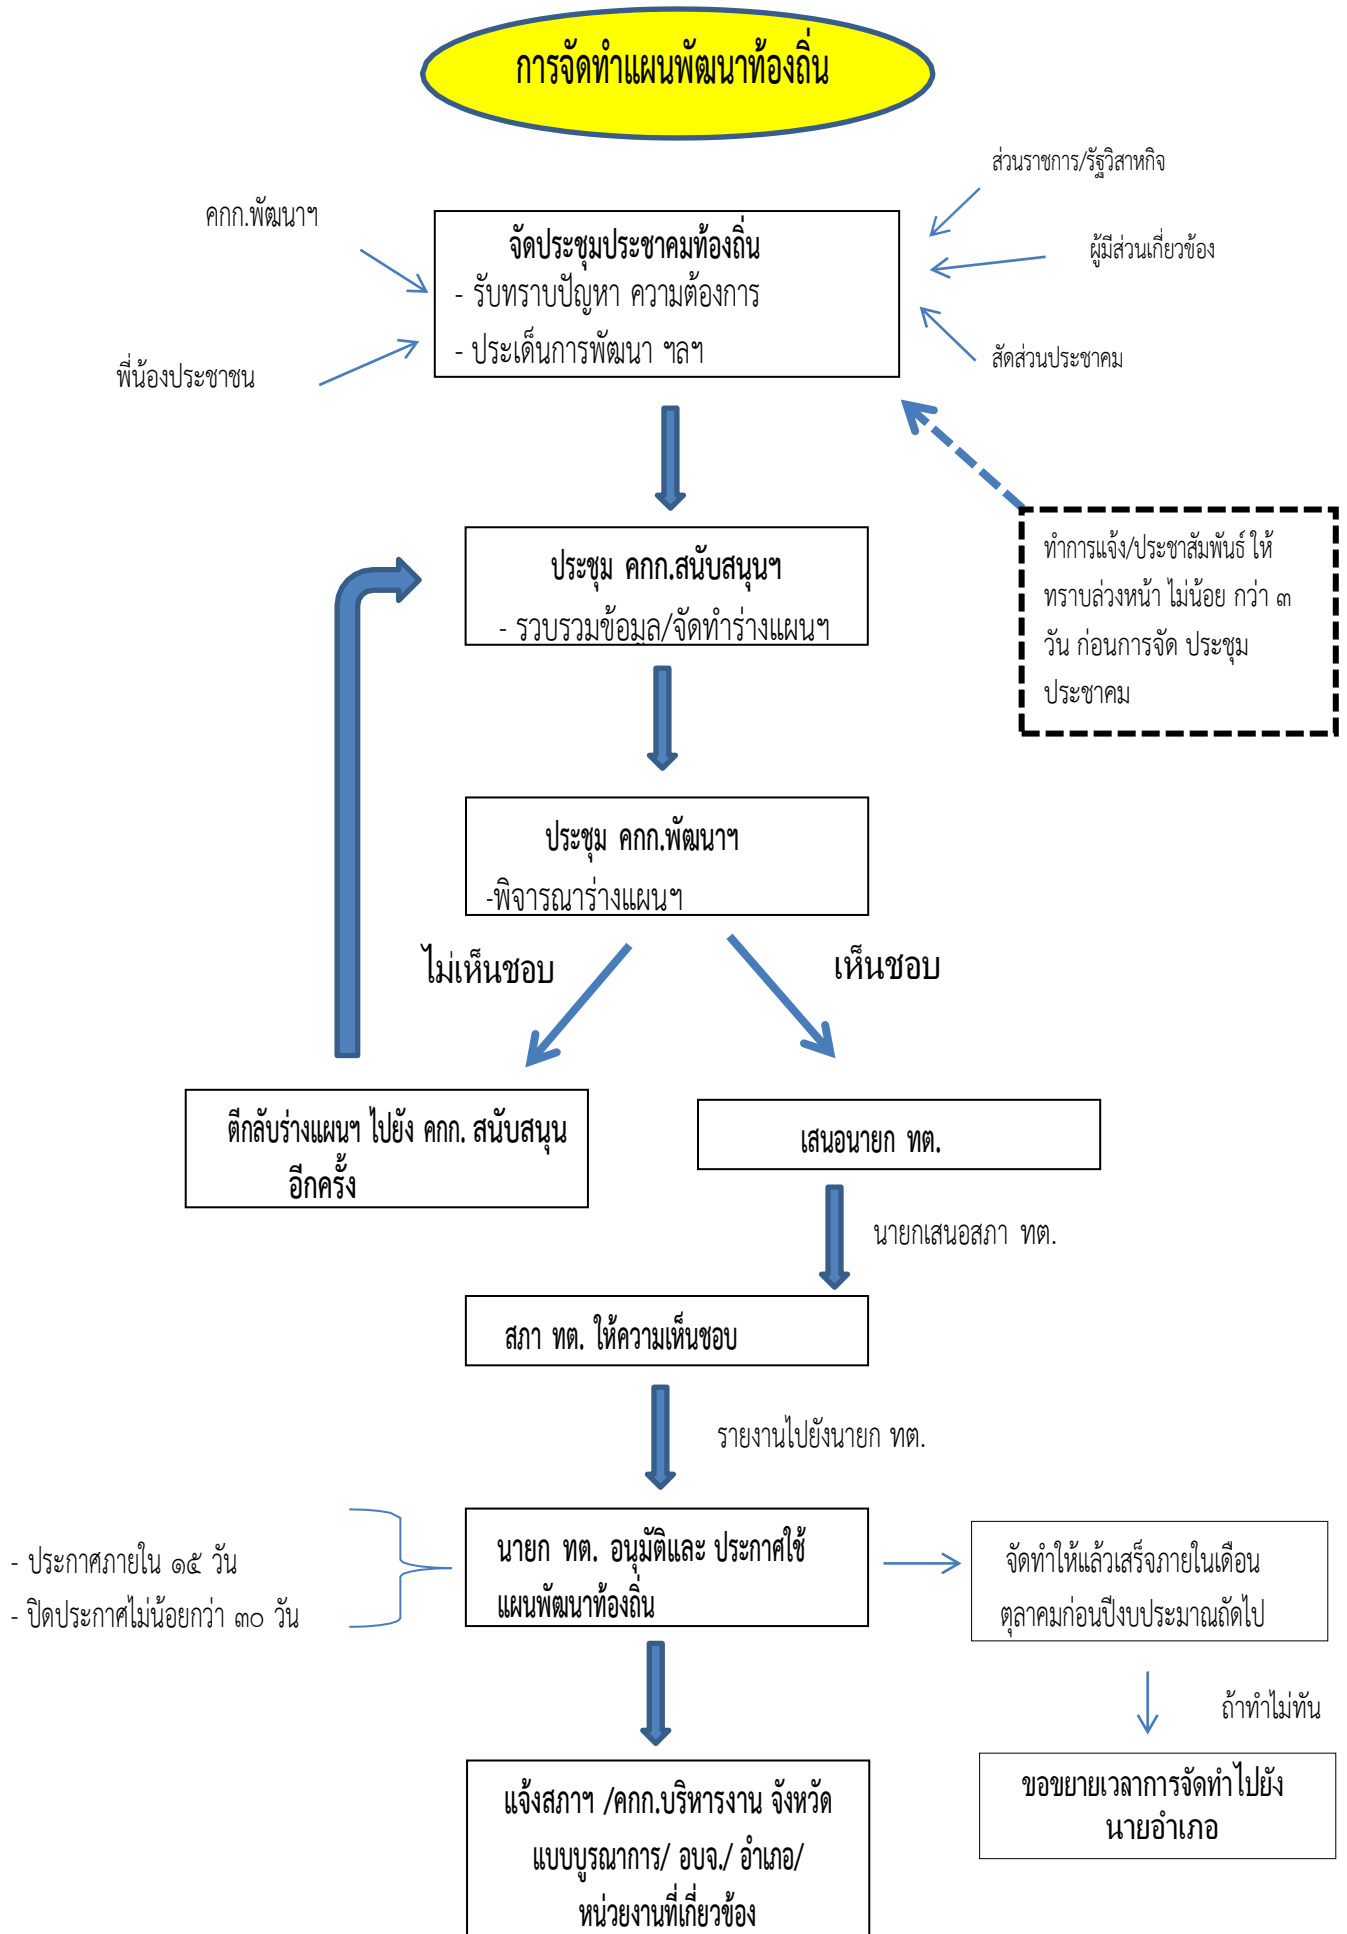 การจัดทำแผนพัฒนาท้องถิ่น
ส่วนราชการ/รัฐวิสาหกิจ
คกก.พัฒนาฯ
ผู้มีส่วนเกี่ยวข้อง
จัดประชุมประชาคมท้องถิ่น
- รับทราบปัญหา ความต้องการ
- ประเด็นการพัฒนา ฯลฯ
พี่น้องประชาชน
สัดส่วนประชาคม
ทำการแจ้ง/ประชาสัมพันธ์ ให้
ทราบล่วงหน้า ไม่น้อย กว่า ๓
วัน ก่อนการจัด ประชุม
ประชาคม
ประชุม คกก.สนับสนุนฯ
- รวบรวมข้อมูล/จัดทำร่างแผนฯ
ประชุม คกก.พัฒนาฯ
-พิจารณาร่างแผนฯ
ไม่เห็นชอบ
เห็นชอบ
ตีกลับร่างแผนฯ ไปยัง คกก. สนับสนุน
อีกครั้ง
เสนอนายก ทต.
นายกเสนอสภา ทต.
สภา ทต. ให้ความเห็นชอบ
รายงานไปยังนายก ทต.
- ประกาศภายใน ๑๕ วัน
- ปิดประกาศไม่น้อยกว่า ๓๐ วัน
นายก ทต. อนุมัติและ ประกาศใช้
แผนพัฒนาท้องถิ่น
จัดทำให้แล้วเสร็จภายในเดือน
ตุลาคมก่อนปีงบประมาณถัดไป
ถ้าทำไม่ทัน
ขอขยายเวลาการจัดทำไปยัง
นายอำเภอ
แจ้งสภาฯ /คกก.บริหารงาน จังหวัด
แบบบูรณาการ/ อบจ./ อำเภอ/
หน่วยงานที่เกี่ยวข้อง